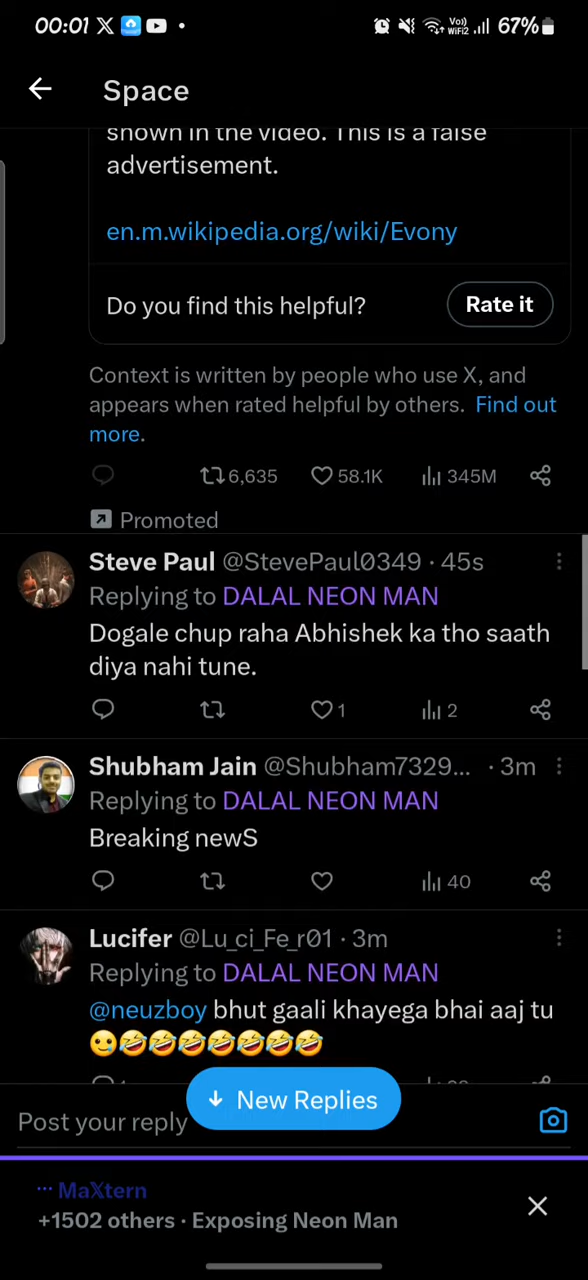 00:01 67%
Vo)) WiFi2
Space
shown in the video. This is a false
advertisement.
en.m.wikipedia.org/wiki/Evony
Do you find this helpful? Rate it
Context is written by people who use X, and
appears when rated helpful by others. Find out
more.
6,635 58.1K 345M
Promoted
Steve Paul @StevePaul0349 · 45s
Replying to DALAL NEON MAN
Dogale chup raha Abhishek ka tho saath
diya nahi tune.
1 2
Shubham Jain @Shubham7329... · 3m
Replying to DALAL NEON MAN
Breaking newS
40
Lucifer @Lu_ci_Fe_r01 · 3m
Replying to DALAL NEON MAN
@neuzboy bhut gaali khayega bhai aaj tu
🥲🤣🤣🤣🤣🤣🤣🤣
New Replies
Post your reply
MaXtern
+1502 others · Exposing Neon Man